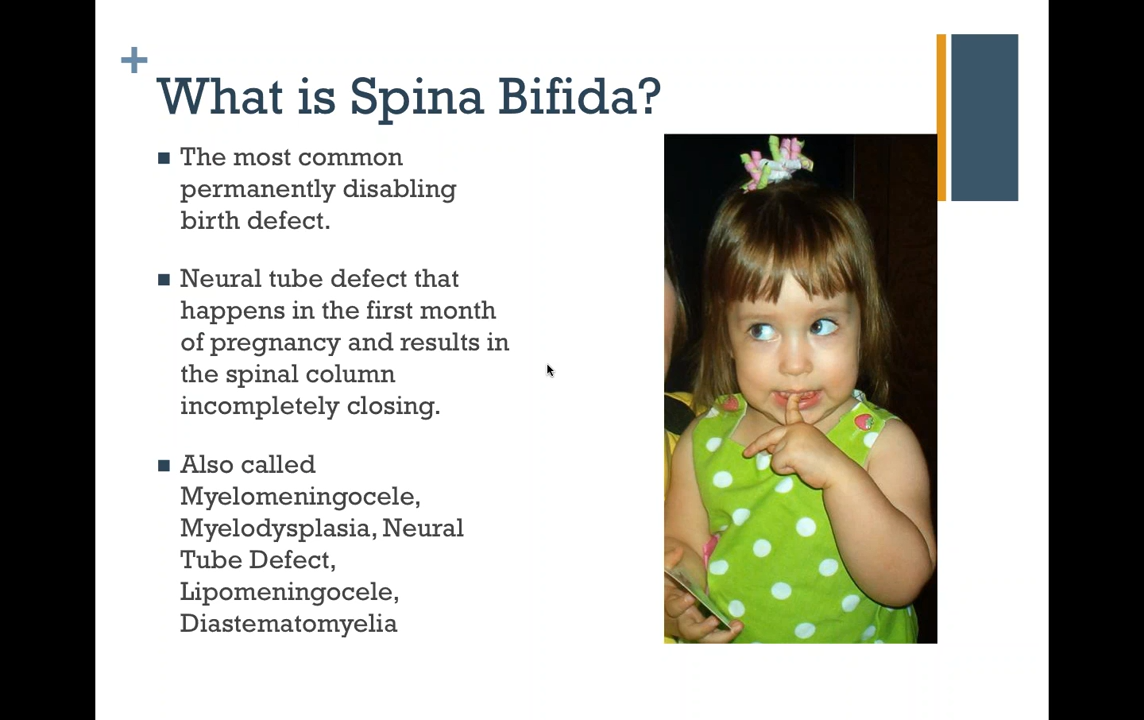 +
What is Spina Bifida?
■ The most common
permanently disabling
birth defect.
■ Neural tube defect that
happens in the first month
of pregnancy and results in
the spinal column
incompletely closing.
■ Also called
Myelomeningocele,
Myelodysplasia, Neural
Tube Defect,
Lipomeningocele,
Diastematomyelia